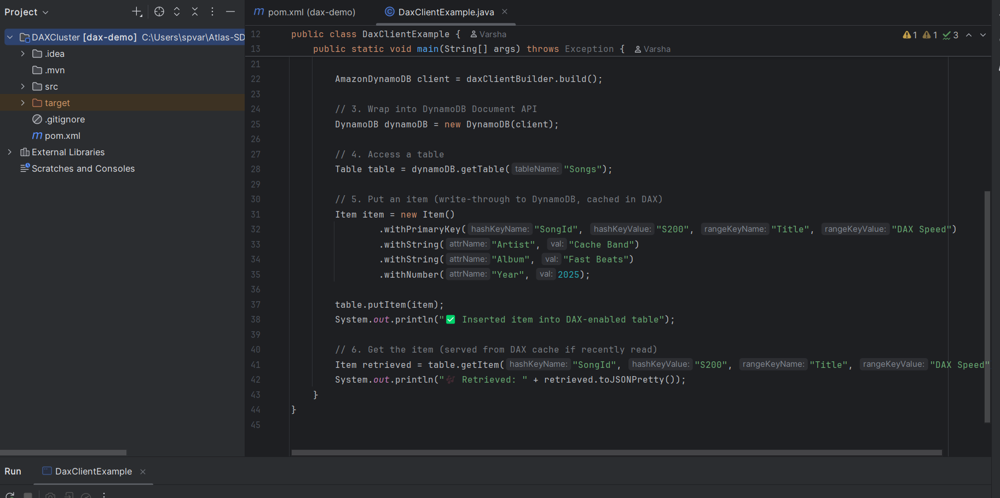 Project
DAXCluster [dax-demo] C:\Users\spvar\Atlas-SD
.idea
.mvn
src
target
.gitignore
m pom.xml
External Libraries
Scratches and Consoles
m pom.xml (dax-demo)
© DaxClientExample.java
1 1 3
12 public class DaxClientExample { Varsha
13 public static void main(String[] args) throws Exception { Varsha
21
22 AmazonDynamoDB client = daxClientBuilder.build();
23
24 // 3. Wrap into DynamoDB Document API
25 DynamoDB dynamoDB = new DynamoDB(client);
26
27 // 4. Access a table
28 Table table = dynamoDB.getTable( tableName: "Songs");
29
30 // 5. Put an item (write-through to DynamoDB, cached in DAX)
31 Item item = new Item()
32 .withPrimaryKey( hashKeyName: "SongId", hashKeyValue: "S200", rangeKeyName: "Title", rangeKeyValue: "DAX Speed")
33 .withString( attrName: "Artist", val: "Cache Band")
34 .withString( attrName: "Album", val: "Fast Beats")
35 .withNumber( attrName: "Year", val: 2025);
36
37 table.putItem(item);
38 System.out.println("✅ Inserted item into DAX-enabled table");
39
40 // 6. Get the item (served from DAX cache if recently read)
41 Item retrieved = table.getItem( hashKeyName: "SongId", hashKeyValue: "S200", rangeKeyName: "Title", rangeKeyValue: "DAX Speed"
42 System.out.println("🎶 Retrieved: " + retrieved.toJSONPretty());
43 }
44 }
45
Run DaxClientExample